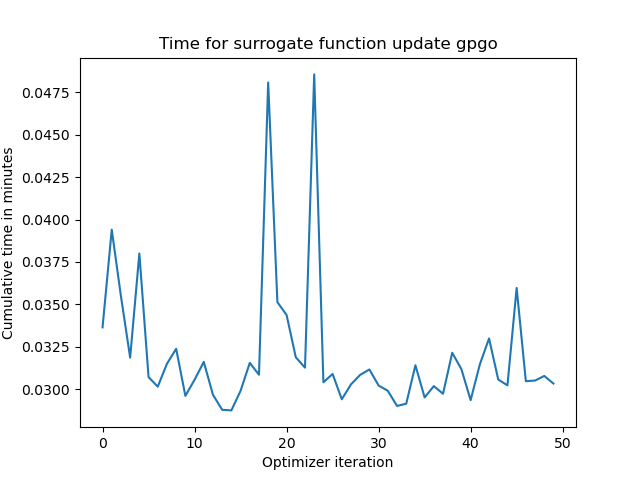 Time for surrogate function update gpgo
Cumulative time in minutes
0.0475
0.0450
0.0425
0.0400
0.0375
0.0350
0.0325
0.0300
0 10 20 30 40 50
Optimizer iteration